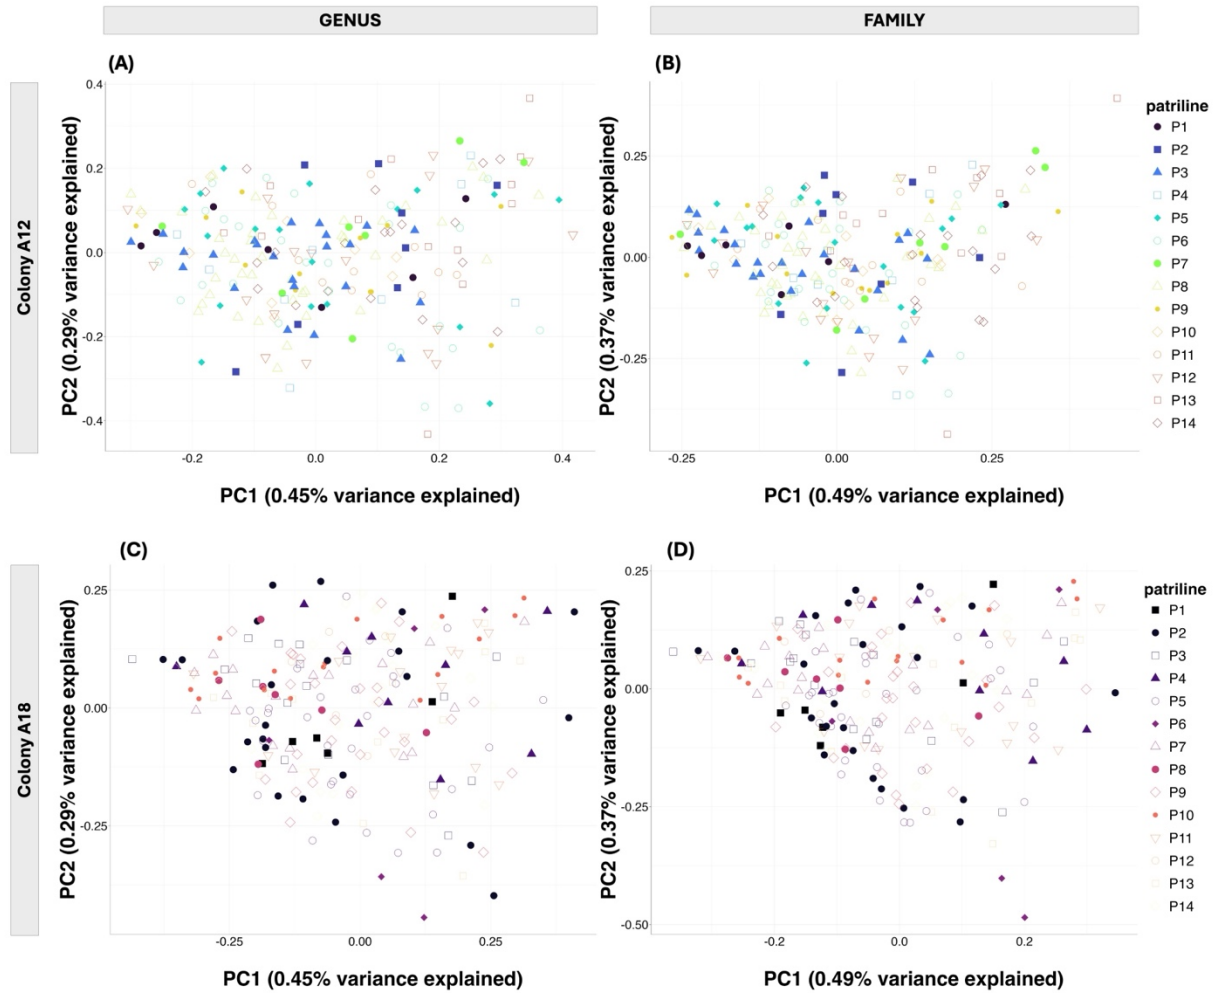 GENUS
FAMILY
Colony A12
(A)
PC2 (0.29% variance explained)
0.4
0.2
0.0
-0.2
-0.4
-0.2
0.0
0.2
0.4
PC1 (0.45% variance explained)
(B)
PC2 (0.37% variance explained)
0.25
0.00
-0.25
-0.25
0.00
0.25
PC1 (0.49% variance explained)
patriline
P1
P2
P3
P4
P5
P6
P7
P8
P9
P10
P11
P12
P13
P14
Colony A18
(C)
PC2 (0.29% variance explained)
0.25
0.00
-0.25
-0.25
0.00
0.25
PC1 (0.45% variance explained)
(D)
PC2 (0.37% variance explained)
0.25
0.00
-0.25
-0.50
-0.2
0.0
0.2
PC1 (0.49% variance explained)
patriline
P1
P2
P3
P4
P5
P6
P7
P8
P9
P10
P11
P12
P13
P14